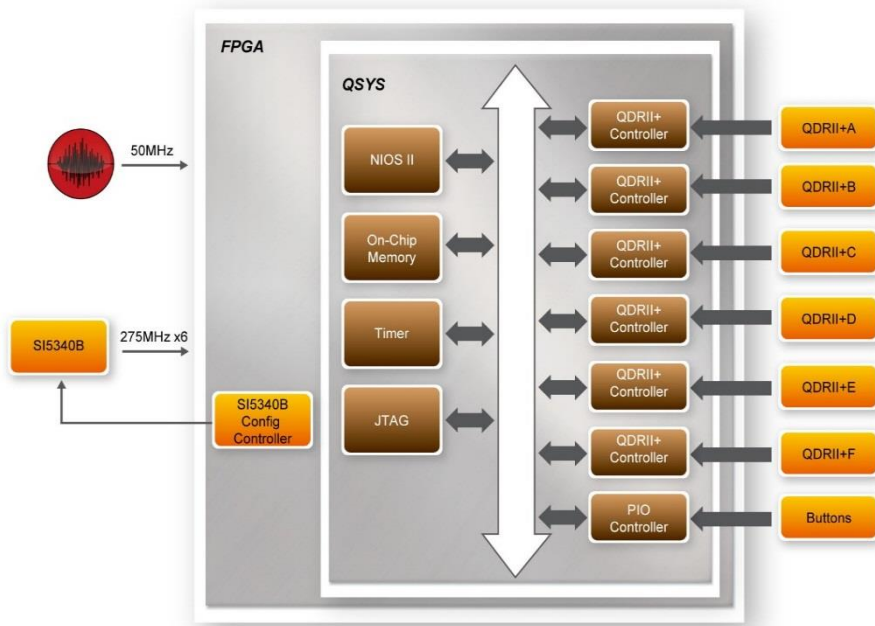 FPGA
QSYS
50MHz
NIOS II
On-Chip
Memory
Timer
JTAG
SI5340B
275MHz x6
SI5340B
Config
Controller
QDRII+
Controller
QDRII+A
QDRII+
Controller
QDRII+B
QDRII+
Controller
QDRII+C
QDRII+
Controller
QDRII+D
QDRII+
Controller
QDRII+E
QDRII+
Controller
QDRII+F
PIO
Controller
Buttons